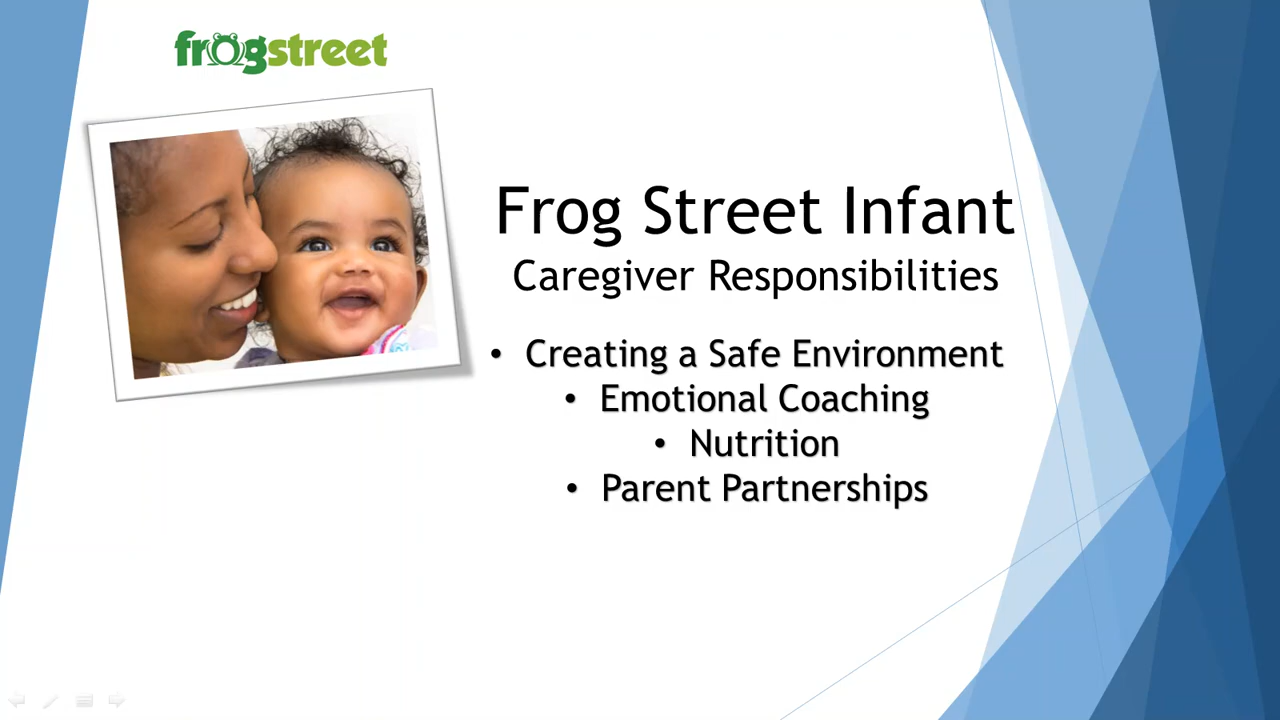 frogstreet
Frog Street Infant
Caregiver Responsibilities
• Creating a Safe Environment
• Emotional Coaching
• Nutrition
• Parent Partnerships